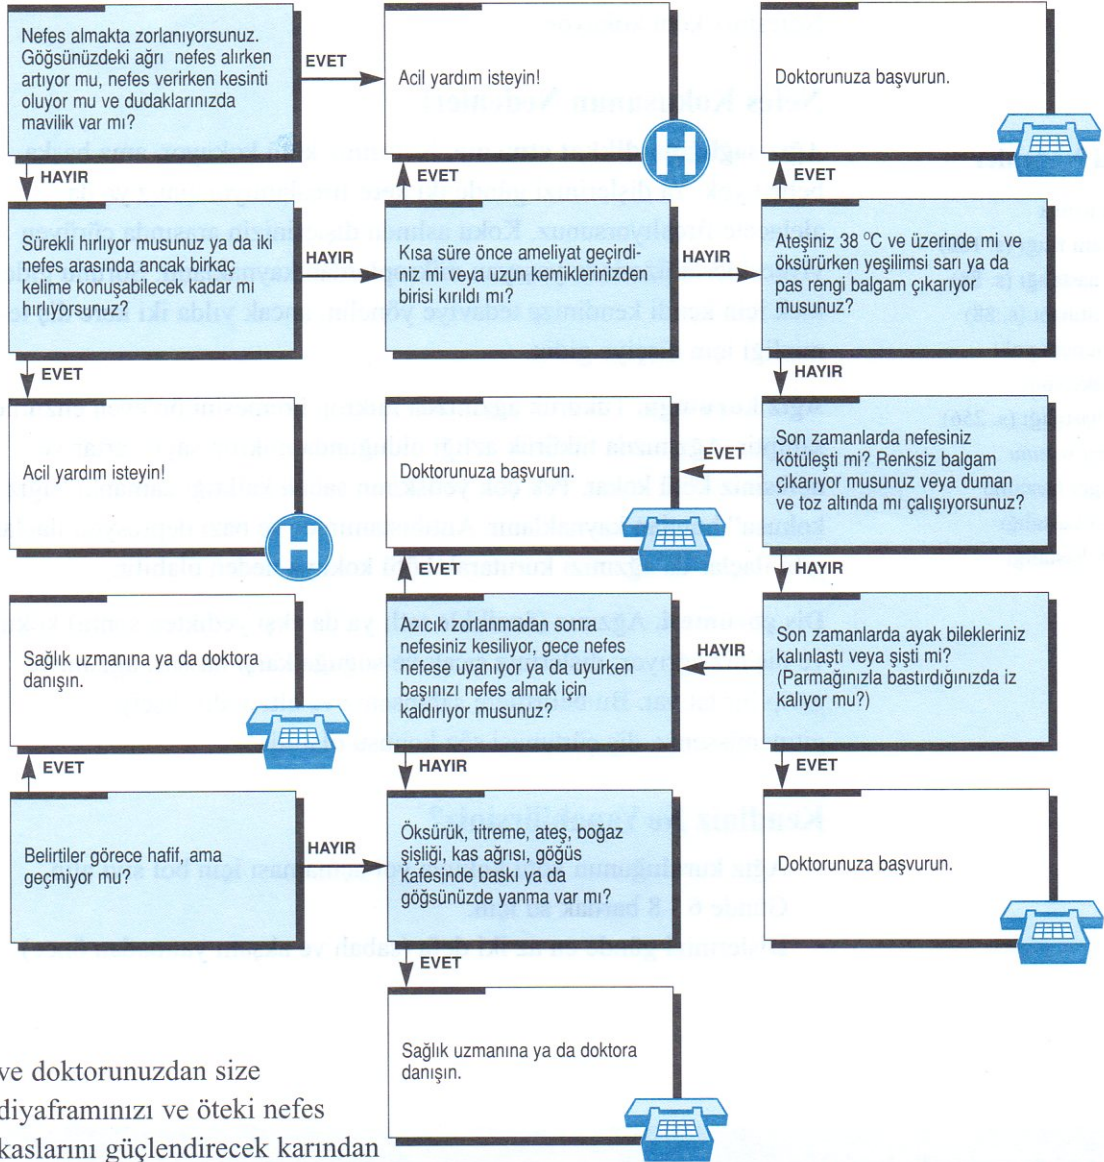 Nefes almakta zorlanıyorsunuz.
Göğsünüzdeki ağrı nefes alırken
artıyor mu, nefes verirken kesinti
oluyor mu ve dudaklarınızda
mavilik var mı?
EVET
Acil yardım isteyin!
H
Doktorunuza başvurun.
HAYIR
Sürekli hırlıyor musunuz ya da iki
nefes arasında ancak birkaç
kelime konuşabilecek kadar mı
hırlıyorsunuz?
HAYIR
Kısa süre önce ameliyat geçirdi-
niz mi veya uzun kemiklerinizden
birisi kırıldı mı?
HAYIR
Ateşiniz 38 ºC ve üzerinde mi ve
öksürürken yeşilimsi sarı ya da
pas rengi balgam çıkarıyor
musunuz?
EVET
HAYIR
Acil yardım isteyin!
H
Doktorunuza başvurun.
EVET
Son zamanlarda nefesiniz
kötüleşti mi? Renksiz balgam
çıkarıyor musunuz veya duman
ve toz altında mı çalışıyorsunuz?
EVET
HAYIR
Sağlık uzmanına ya da doktora
danışın.
Azıcık zorlanmadan sonra
nefesiniz kesiliyor, gece nefes
nefese uyanıyor ya da uyurken
başınızı nefes almak için
kaldırıyor musunuz?
HAYIR
Son zamanlarda ayak bilekleriniz
kalınlaştı veya şişti mi?
(Parmağınızla bastırdığınızda iz
kalıyor mu?)
EVET
HAYIR
EVET
Belirtiler görece hafif, ama
geçmiyor mu?
HAYIR
Öksürük, titreme, ateş, boğaz
şişliği, kas ağrısı, göğüs
kafesinde baskı ya da
göğsünüzde yanma var mı?
Doktorunuza başvurun.
EVET
Sağlık uzmanına ya da doktora
danışın.
ve doktorunuzdan size
diyaframınızı ve öteki nefes
kaslarını güçlendirecek karından